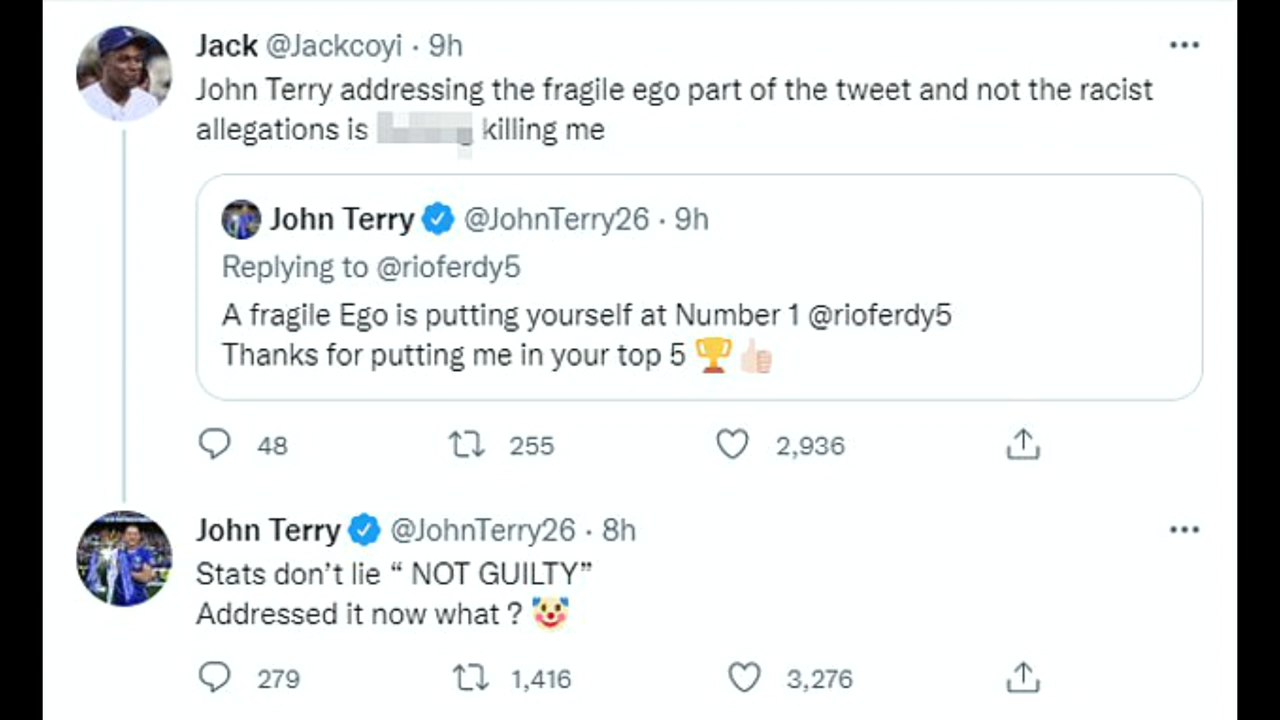 Jack @Jackcoyi · 9h
John Terry addressing the fragile ego part of the tweet and not the racist
allegations is killing me
John Terry @JohnTerry26 · 9h
Replying to @rioferdy5
A fragile Ego is putting yourself at Number 1 @rioferdy5
Thanks for putting me in your top 5 🏆👍🏻
48 255 2,936
John Terry @JohnTerry26 · 8h
Stats don’t lie “ NOT GUILTY”
Addressed it now what ? 🤡
279 1,416 3,276